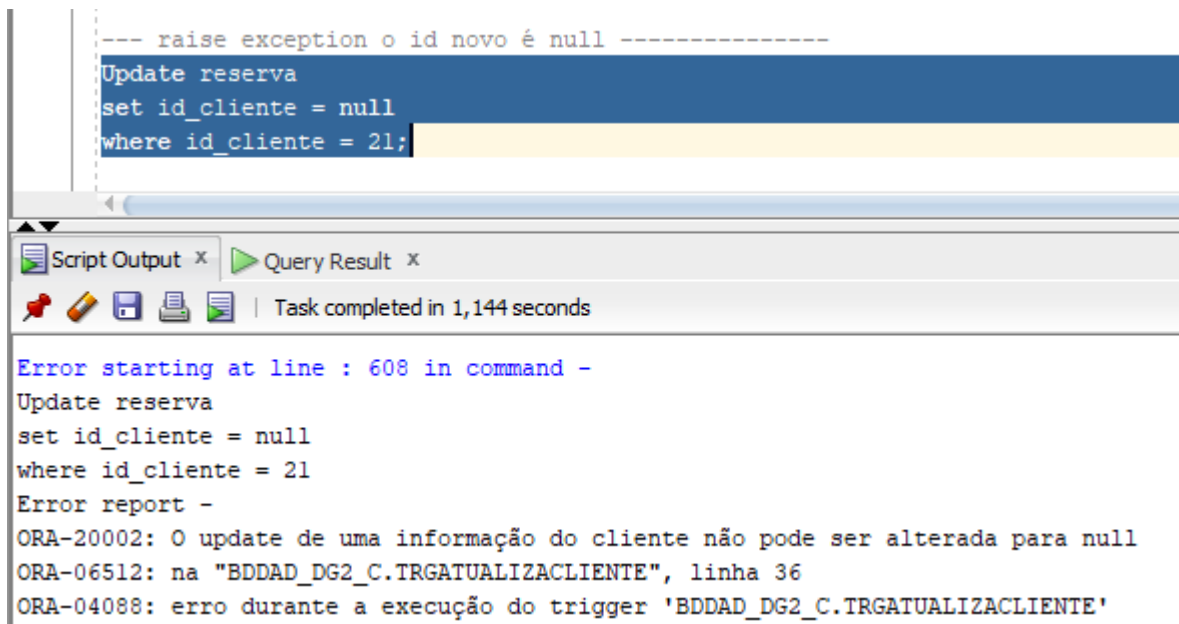 --- raise exception o id novo é null ---------------
Update reserva
set id_cliente = null
where id_cliente = 21;
Script Output x Query Result x
Task completed in 1,144 seconds
Error starting at line : 608 in command -
Update reserva
set id_cliente = null
where id_cliente = 21
Error report -
ORA-20002: O update de uma informação do cliente não pode ser alterada para null
ORA-06512: na "BDDAD_DG2_C.TRGATUALIZACLIENTE", linha 36
ORA-04088: erro durante a execução do trigger 'BDDAD_DG2_C.TRGATUALIZACLIENTE'